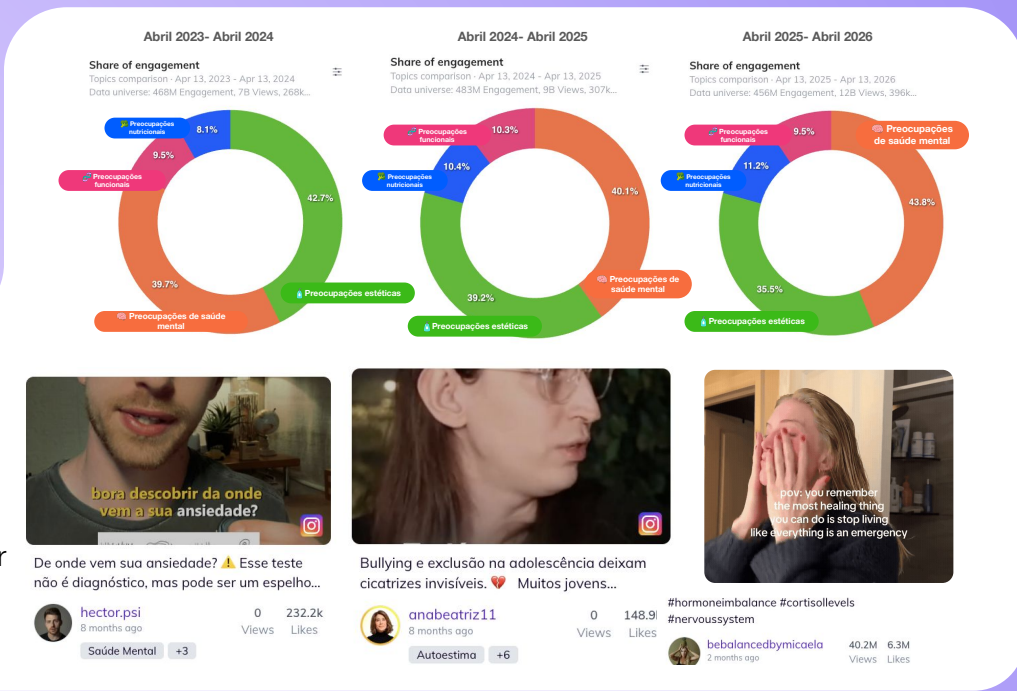 Abril 2023- Abril 2024
Share of engagement
Topics comparison · Apr 13, 2023 - Apr 13, 2024
Data universe: 468M Engagement, 7B Views, 268k...
Preocupações
nutricionais
8.1%
9.5%
Preocupações
funcionais
42.7%
39.7%
Preocupações estéticas
Preocupações de saúde
mental
Abril 2024- Abril 2025
Share of engagement
Topics comparison · Apr 13, 2024 - Apr 13, 2025
Data universe: 483M Engagement, 9B Views, 307k...
Preocupações
funcionais
10.3%
10.4%
Preocupações
nutricionais
40.1%
Preocupações de
saúde mental
39.2%
Preocupações estéticas
Abril 2025- Abril 2026
Share of engagement
Topics comparison · Apr 13, 2025 - Apr 13, 2026
Data universe: 456M Engagement, 12B Views, 396k...
Preocupações
funcionais
9.5%
Preocupações
de saúde mental
11.2%
Preocupações
nutricionais
43.8%
35.5%
Preocupações estéticas
bora descobrir da onde
vem a sua ansiedade?
De onde vem sua ansiedade? ⚠️ Esse teste
não é diagnóstico, mas pode ser um espelho...
hector.psi
8 months ago
0
Views
232.2k
Likes
Saúde Mental
+3
Bullying e exclusão na adolescência deixam
cicatrizes invisíveis. 💔 Muitos jovens...
anabeatriz11
8 months ago
0
Views
148.9
Likes
Autoestima
+6
pov: you remember
the most healing thing
you can do is stop living
like everything is an emergency
#hormoneimbalance #cortisollevels
#nervoussystem
bebalancedbymicaela
2 months ago
40.2M
Views
6.3M
Likes
r